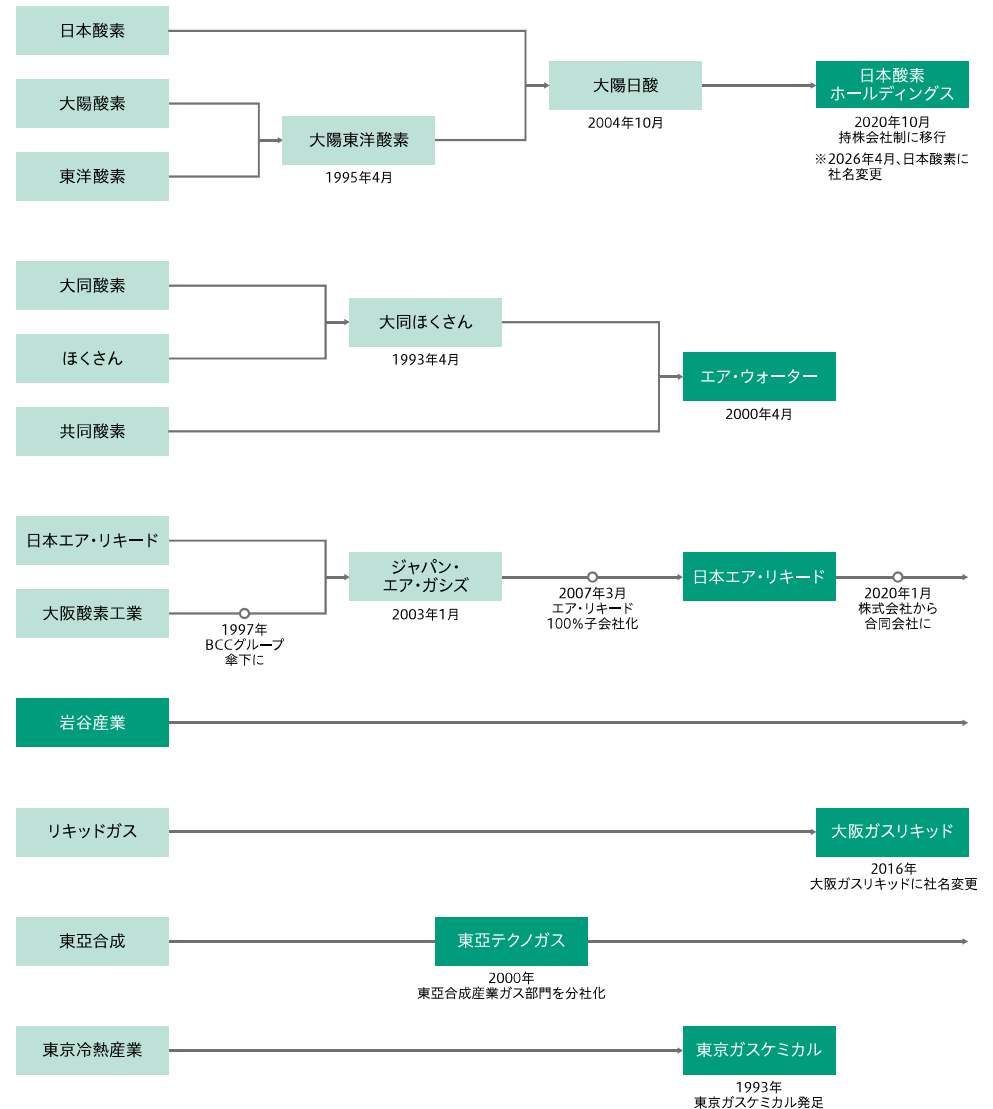 日本酸素
大陽酸素
東洋酸素
大陽東洋酸素
1995年4月
大陽日酸
2004年10月
日本酸素
ホールディングス
2020年10月
持株会社制に移行
※2026年4月、日本酸素に
社名変更
大同酸素
ほくさん
共同酸素
大同ほくさん
1993年4月
エア・ウォーター
2000年4月
日本エア・リキード
大阪酸素工業
1997年
BCCグループ
傘下に
ジャパン・
エア・ガシズ
2003年1月
2007年3月
エア・リキード
100%子会社化
日本エア・リキード
2020年1月
株式会社から
合同会社に
岩谷産業
リキッドガス
大阪ガスリキッド
2016年
大阪ガスリキッドに社名変更
東亞合成
東亞テクノガス
2000年
東亞合成産業ガス部門を分社化
東京冷熱産業
東京ガスケミカル
1993年
東京ガスケミカル発足